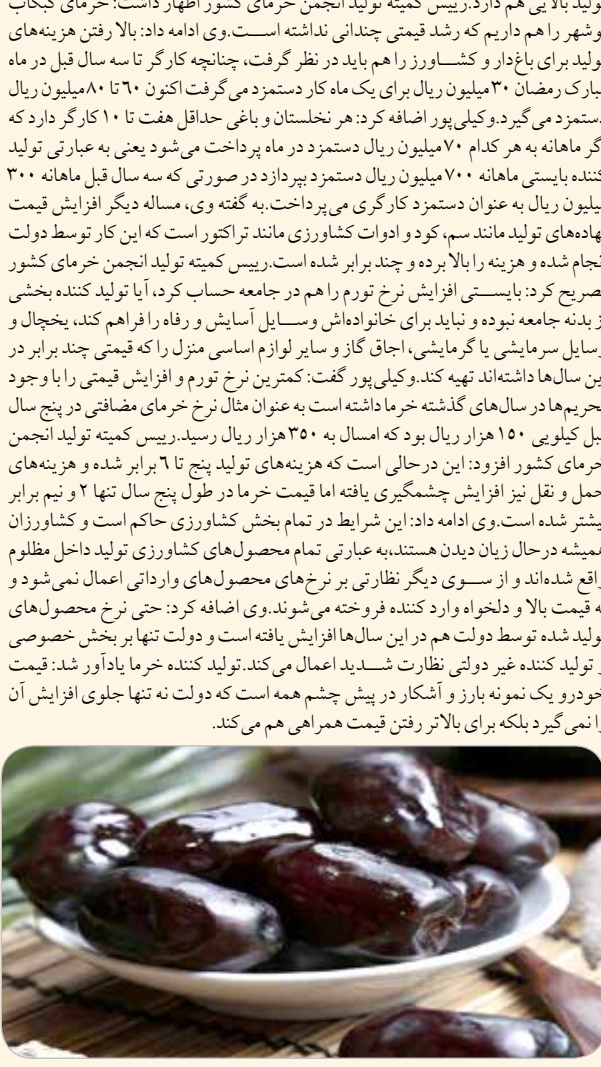 تولید بالایی هم دارد.رییس کمیته تولید انجمن خرمای کشور اظهار داشت: خرمای کبکاب
بوشهر را هم داریم که رشد قیمتی چندانی نداشته است.وی ادامه داد: بالا رفتن هزینه‌های
تولید برای باغ‌دار و کشاورز را هم باید در نظر گرفت، چنانچه کارگر تا سه سال قبل در ماه
مبارک رمضان ۳۰میلیون ریال برای یک ماه کار دستمزد می‌گرفت اکنون ۶۰ تا ۸۰ میلیون ریال
دستمزد می‌گیرد.وکیلی‌پور اضافه کرد: هر نخلستان و باغی حداقل هفت تا ۱۰ کارگر دارد که
اگر ماهانه به هر کدام ۷۰میلیون ریال دستمزد در ماه پرداخت می‌شود یعنی به عبارتی تولید
کننده بایستی ماهانه ۷۰۰میلیون ریال دستمزد بپردازد در صورتی که سه سال قبل ماهانه ۳۰۰
میلیون ریال به عنوان دستمزد کارگری می‌پرداخت.به گفته وی، مساله دیگر افزایش قیمت
نهاده‌های تولید مانند سم، کود و ادوات کشاورزی مانند تراکتور است که این کار توسط دولت
انجام شده و هزینه را بالا برده و چند برابر شده است.رییس کمیته تولید انجمن خرمای کشور
تصریح کرد: بایستی افزایش نرخ تورم را هم در جامعه حساب کرد، آیا تولید کننده بخشی
از بدنه جامعه نبوده و نباید برای خانواده‌اش وسایل آسایش و رفاه را فراهم کند، یخچال و
وسایل سرمایشی یا گرمایشی، اجاق گاز و سایر لوازم اساسی منزل را که قیمتی چند برابر در
این سال‌ها داشته‌اند تهیه کند.وکیلی‌پور گفت: کمترین نرخ تورم و افزایش قیمتی را با وجود
تحریم‌ها در سال‌های گذشته خرما داشته است به عنوان مثال نرخ خرمای مضافتی در پنج سال
قبل کیلویی ۱۵۰ هزار ریال بود که امسال به ۳۵۰ هزار ریال رسید.رییس کمیته تولید انجمن
خرمای کشور افزود: این درحالی است که هزینه‌های تولید پنج تا ۶ برابر شده و هزینه‌های
حمل و نقل نیز افزایش چشمگیری یافته اما قیمت خرما در طول پنج سال تنها ۲ و نیم برابر
بیشتر شده است.وی ادامه داد: این شرایط در تمام بخش کشاورزی حاکم است و کشاورزان
همیشه درحال زیان دیدن هستند،به عبارتی تمام محصول‌های کشاورزی تولید داخل مظلوم
واقع شده‌اند و از سوی دیگر نظارتی بر نرخ‌های محصول‌های وارداتی اعمال نمی‌شود و
به قیمت بالا و دلخواه وارد کننده فروخته می‌شوند.وی اضافه کرد: حتی نرخ محصول‌های
تولید شده توسط دولت هم در این سال‌ها افزایش یافته است و دولت تنها بر بخش خصوصی
و تولید کننده غیر دولتی نظارت شدید اعمال می‌کند.تولید کننده خرما یادآور شد: قیمت
خودرو یک نمونه بارز و آشکار در پیش چشم همه است که دولت نه تنها جلوی افزایش آن
را نمی‌گیرد بلکه برای بالاتر رفتن قیمت همراهی هم می‌کند.